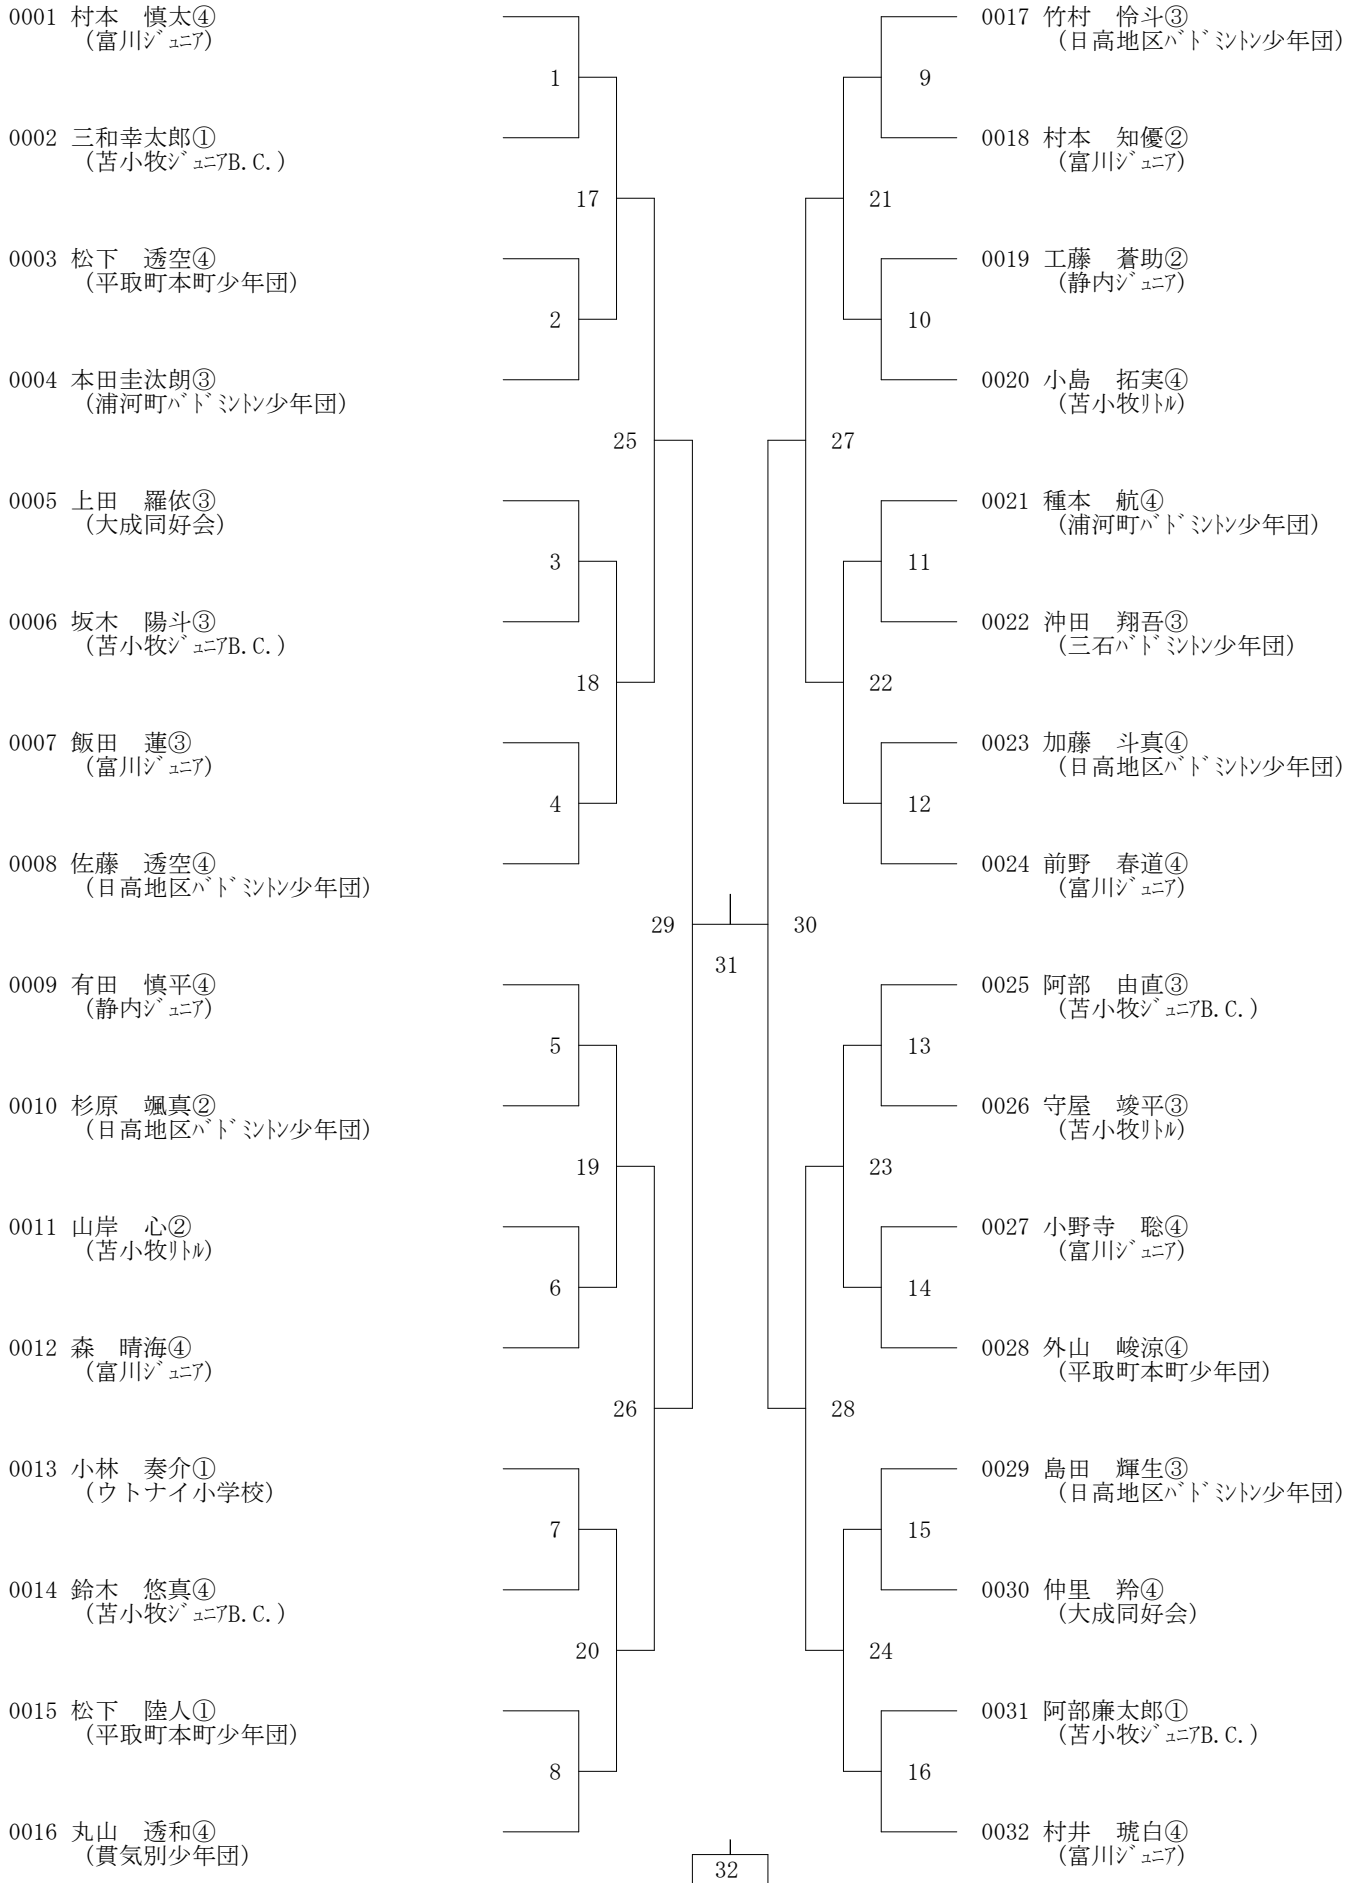 0001 村本　慎太④
(富川ｼﾞｭﾆｱ)
1
0002 三和幸太郎①
(苫小牧ｼﾞｭﾆｱB.C.)
17
0003 松下　透空④
(平取町本町少年団)
2
0004 本田圭汰朗③
(浦河町ﾊﾞﾄﾞﾐﾝﾄﾝ少年団)
25
0005 上田　羅依③
(大成同好会)
3
0006 坂木　陽斗③
(苫小牧ｼﾞｭﾆｱB.C.)
18
0007 飯田　蓮③
(富川ｼﾞｭﾆｱ)
4
0008 佐藤　透空④
(日高地区ﾊﾞﾄﾞﾐﾝﾄﾝ少年団)
29
0009 有田　慎平④
(静内ｼﾞｭﾆｱ)
5
0010 杉原　颯真②
(日高地区ﾊﾞﾄﾞﾐﾝﾄﾝ少年団)
19
0011 山岸　心②
(苫小牧ﾘﾄﾙ)
6
0012 森　晴海④
(富川ｼﾞｭﾆｱ)
26
0013 小林　奏介①
(ウトナイ小学校)
7
0014 鈴木　悠真④
(苫小牧ｼﾞｭﾆｱB.C.)
20
0015 松下　陸人①
(平取町本町少年団)
8
0016 丸山　透和④
(貫気別少年団)
31
32
0017 竹村　怜斗③
(日高地区ﾊﾞﾄﾞﾐﾝﾄﾝ少年団)
9
0018 村本　知優②
(富川ｼﾞｭﾆｱ)
21
0019 工藤　蒼助②
(静内ｼﾞｭﾆｱ)
10
0020 小島　拓実④
(苫小牧ﾘﾄﾙ)
27
0021 種本　航④
(浦河町ﾊﾞﾄﾞﾐﾝﾄﾝ少年団)
11
0022 沖田　翔吾③
(三石ﾊﾞﾄﾞﾐﾝﾄﾝ少年団)
22
0023 加藤　斗真④
(日高地区ﾊﾞﾄﾞﾐﾝﾄﾝ少年団)
12
0024 前野　春道④
(富川ｼﾞｭﾆｱ)
30
0025 阿部　由直③
(苫小牧ｼﾞｭﾆｱB.C.)
13
0026 守屋　竣平③
(苫小牧ﾘﾄﾙ)
23
0027 小野寺　聡④
(富川ｼﾞｭﾆｱ)
14
0028 外山　峻涼④
(平取町本町少年団)
28
0029 島田　輝生③
(日高地区ﾊﾞﾄﾞﾐﾝﾄﾝ少年団)
15
0030 仲里　羚④
(大成同好会)
24
0031 阿部廉太郎①
(苫小牧ｼﾞｭﾆｱB.C.)
16
0032 村井　琥白④
(富川ｼﾞｭﾆｱ)